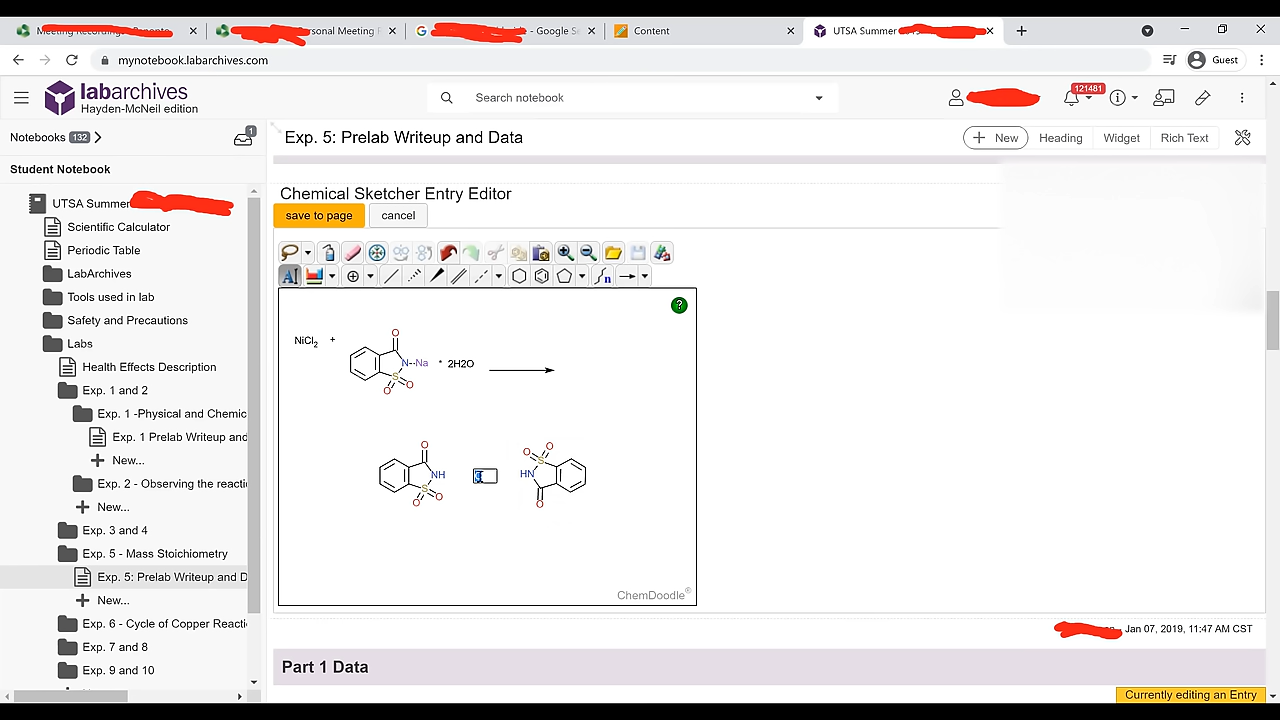 Meeting Recordings
ersonal Meeting
- Google Se
Content
UTSA Summer
mynotebook.labarchives.com
Guest
labarchives
Hayden-McNeil edition
Search notebook
121481
Notebooks 132
1
Exp. 5: Prelab Writeup and Data
New
Heading
Widget
Rich Text
Student Notebook
UTSA Summer
Scientific Calculator
Periodic Table
LabArchives
Tools used in lab
Safety and Precautions
Labs
Health Effects Description
Exp. 1 and 2
Exp. 1 -Physical and Chemic
Exp. 1 Prelab Writeup and
New...
Exp. 2 - Observing the reacti
New...
Exp. 3 and 4
Exp. 5 - Mass Stoichiometry
Exp. 5: Prelab Writeup and D
New...
Exp. 6 - Cycle of Copper Reacti
Exp. 7 and 8
Exp. 9 and 10
Chemical Sketcher Entry Editor
save to page
cancel
A
n
?
NiCl2 +
O
N Na * 2H2O
S
O O
O
NH
S
O O
O O
S
HN
O
ChemDoodle®
Jan 07, 2019, 11:47 AM CST
Part 1 Data
Currently editing an Entry